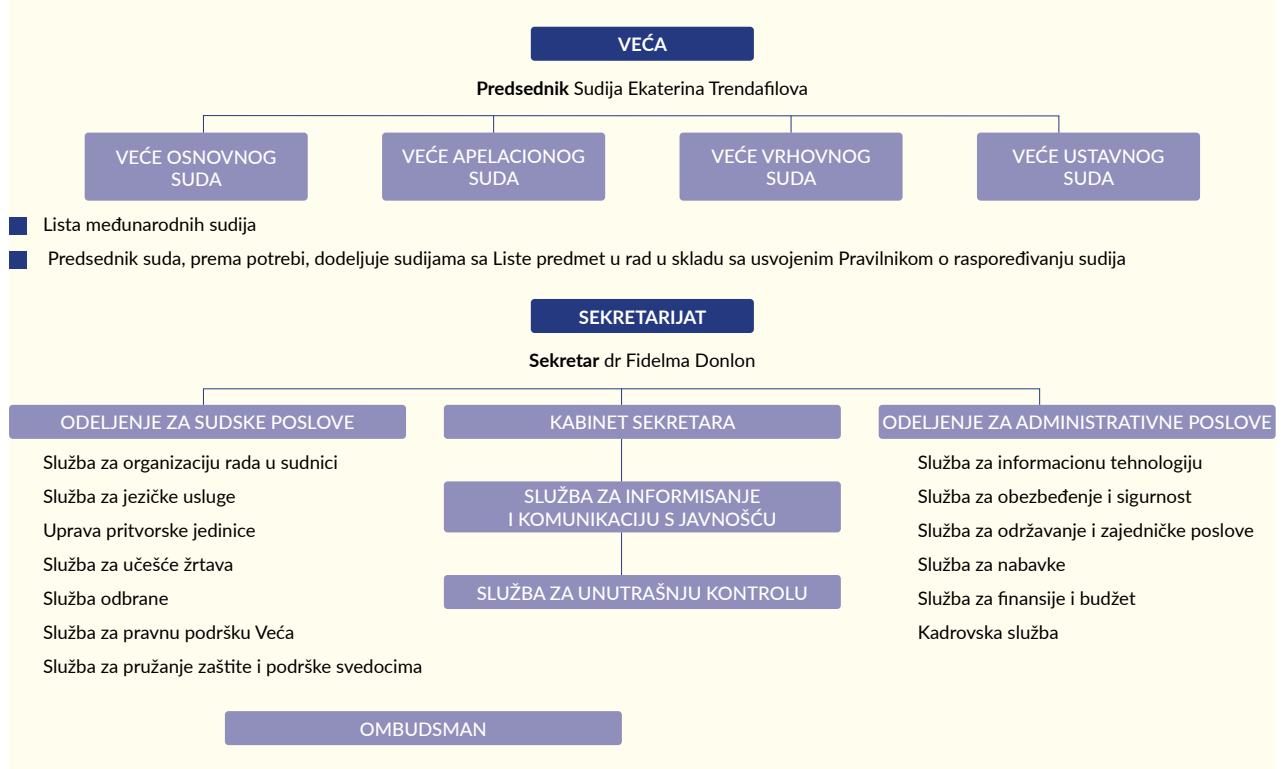 VEĆA
Predsednik Sudija Ekaterina Trendafilova
VEĆE OSNOVNOG
SUDA
VEĆE APELACIONOG
SUDA
VEĆE VRHOVNOG
SUDA
VEĆE USTAVNOG
SUDA
Lista međunarodnih sudija
Predsednik suda, prema potrebi, dodeljuje sudijama sa Liste predmet u rad u skladu sa usvojenim Pravilnikom o raspoređivanju sudija
SEKRETARIJAT
Sekretar dr Fidelma Donlon
ODELJENJE ZA SUDSKE POSLOVE
Služba za organizaciju rada u sudnici
Služba za jezičke usluge
Uprava pritvorske jedinice
Služba za učešće žrtava
Služba odbrane
Služba za pravnu podršku Veća
Služba za pružanje zaštite i podrške svedocima
KABINET SEKRETARA
SLUŽBA ZA INFORMISANJE
I KOMUNIKACIJU S JAVNOŠĆU
SLUŽBA ZA UNUTRAŠNJU KONTROLU
ODELJENJE ZA ADMINISTRATIVNE POSLOVE
Služba za informacionu tehnologiju
Služba za obezbeđenje i sigurnost
Služba za održavanje i zajedničke poslove
Služba za nabavke
Služba za finansije i budžet
Kadrovska služba
OMBUDSMAN